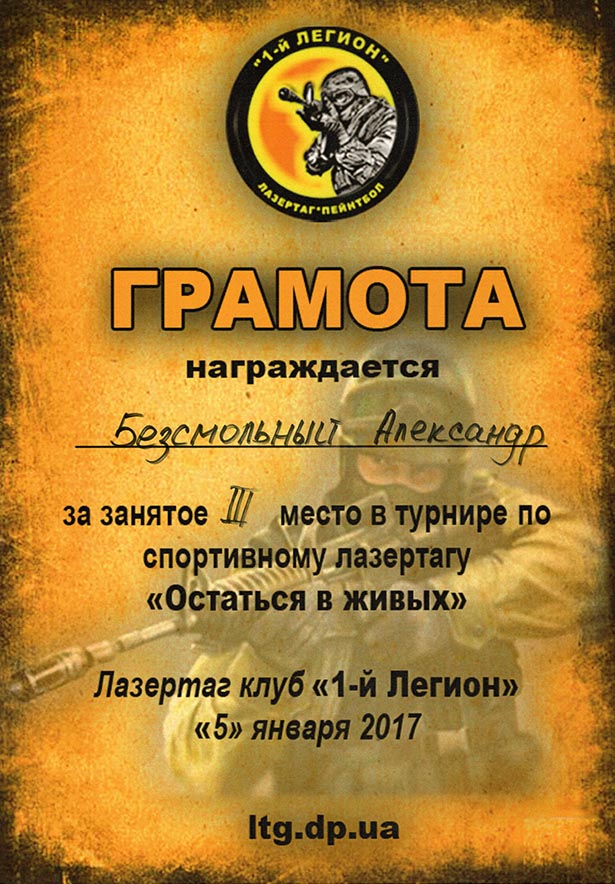 "1-й ЛЕГИОН"
ЛАЗЕРТАГ*ПЕЙНТБОЛ
ГРАМОТА
награждается
Безсмольный Александр
за занятое III место в турнире по
спортивному лазертагу
«Остаться в живых»
Лазертаг клуб «1-й Легион»
«5» января 2017
ltg.dp.ua